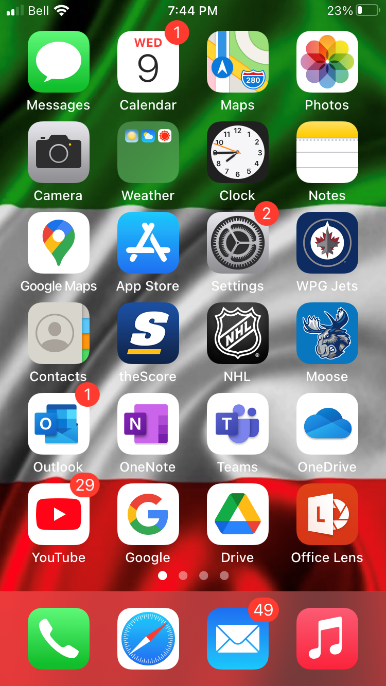 Bell 7:44 PM 23%
1
WED
9
280
Messages Calendar Maps Photos
12
Camera Weather Clock Notes
2
Google Maps App Store Settings WPG Jets
S NHL
Contacts theScore NHL Moose
1
O N T
Outlook OneNote Teams OneDrive
29
G L
YouTube Google Drive Office Lens
49